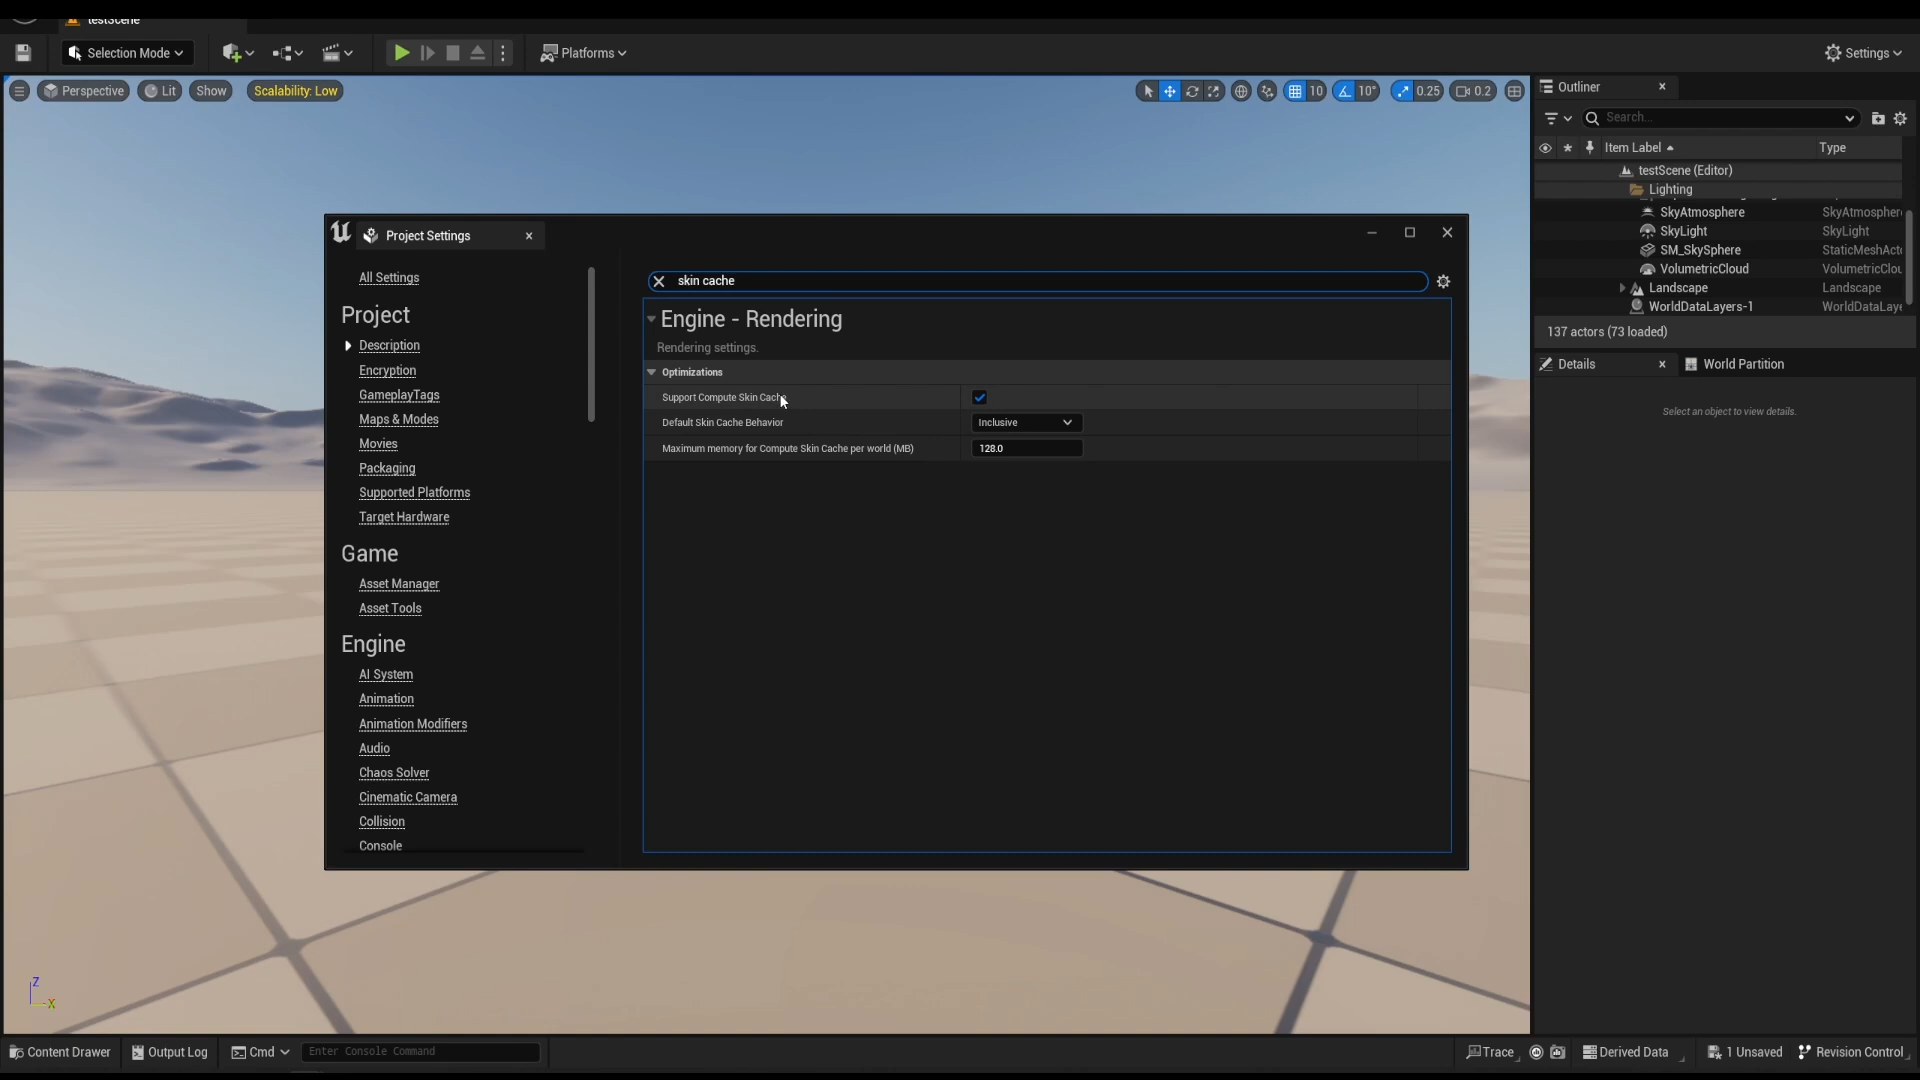 testScene
Selection Mode
Platforms
Settings
Perspective
Lit
Show
Scalability: Low
10
10°
0.25
0.2
Outliner
Search...
Item Label
Type
testScene (Editor)
Lighting
SkyAtmosphere
SkyAtmospher
SkyLight
SkyLight
SM_SkySphere
StaticMeshAct
VolumetricCloud
VolumetricClou
Landscape
Landscape
WorldDataLayers-1
WorldDataLaye
137 actors (73 loaded)
Details
World Partition
Select an object to view details.
Project Settings
All Settings
Project
Description
Encryption
GameplayTags
Maps & Modes
Movies
Packaging
Supported Platforms
Target Hardware
Game
Asset Manager
Asset Tools
Engine
AI System
Animation
Animation Modifiers
Audio
Chaos Solver
Cinematic Camera
Collision
Console
skin cache
Engine - Rendering
Rendering settings.
Optimizations
Support Compute Skin Cache
Default Skin Cache Behavior
Inclusive
Maximum memory for Compute Skin Cache per world (MB)
128.0
Z
X
Content Drawer
Output Log
Cmd
Enter Console Command
Trace
Derived Data
1 Unsaved
Revision Control